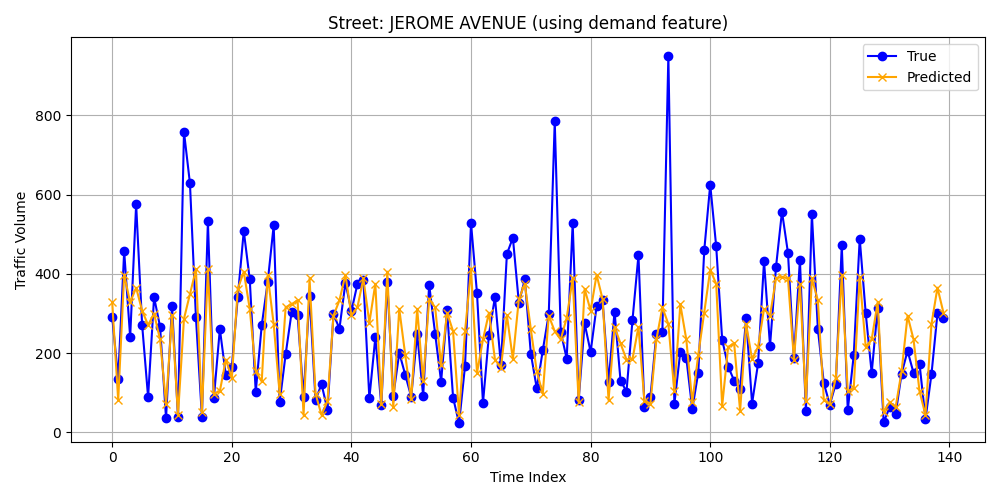 Street: JEROME AVENUE (using demand feature)
True
Predicted
Traffic Volume
800
600
400
200
0
0 20 40 60 80 100 120 140
Time Index